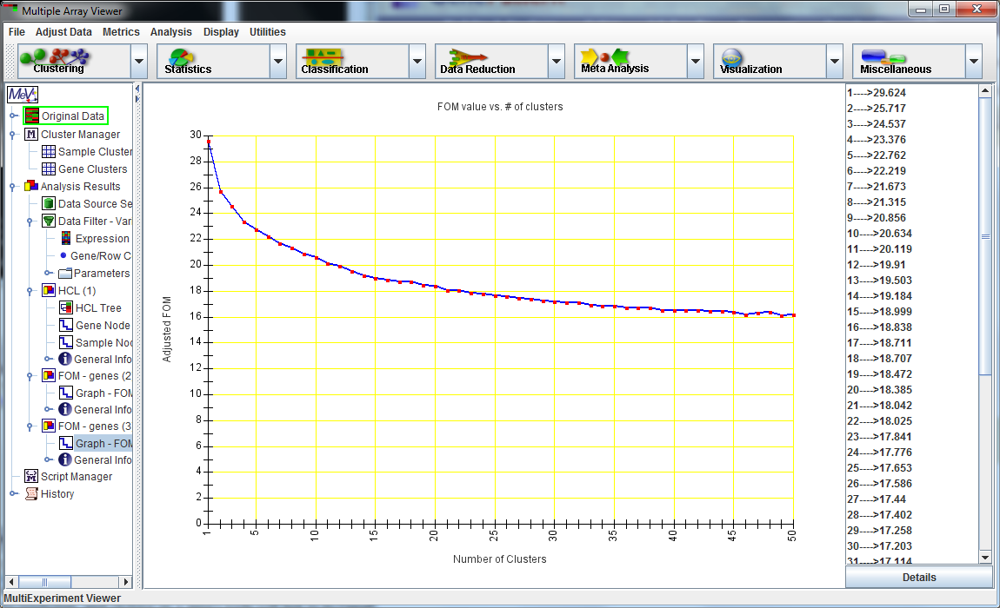 Multiple Array Viewer
File Adjust Data Metrics Analysis Display Utilities
Clustering Statistics Classification Data Reduction Meta Analysis Visualization Miscellaneous
MeV
Original Data
Cluster Manager
Sample Cluster
Gene Clusters
Analysis Results
Data Source Se
Data Filter - Var
Expression
Gene/Row C
Parameters
HCL (1)
HCL Tree
Gene Node
Sample Noc
General Info
FOM - genes (2
Graph - FOM
General Info
FOM - genes (3
Graph - FOM
General Info
Script Manager
History
FOM value vs. # of clusters
30
28
26
24
22
20
18
16
14
12
10
8
6
4
2
0
Adjusted FOM
1 5 10 15 20 25 30 35 40 45 50
Number of Clusters
1---->29.624
2---->25.717
3---->24.537
4---->23.376
5---->22.762
6---->22.219
7---->21.673
8---->21.315
9---->20.856
10---->20.634
11---->20.119
12---->19.91
13---->19.503
14---->19.184
15---->18.999
16---->18.838
17---->18.711
18---->18.707
19---->18.472
20---->18.385
21---->18.042
22---->18.025
23---->17.841
24---->17.776
25---->17.653
26---->17.586
27---->17.44
28---->17.402
29---->17.258
30---->17.203
31---->17.114
Details
MultiExperiment Viewer